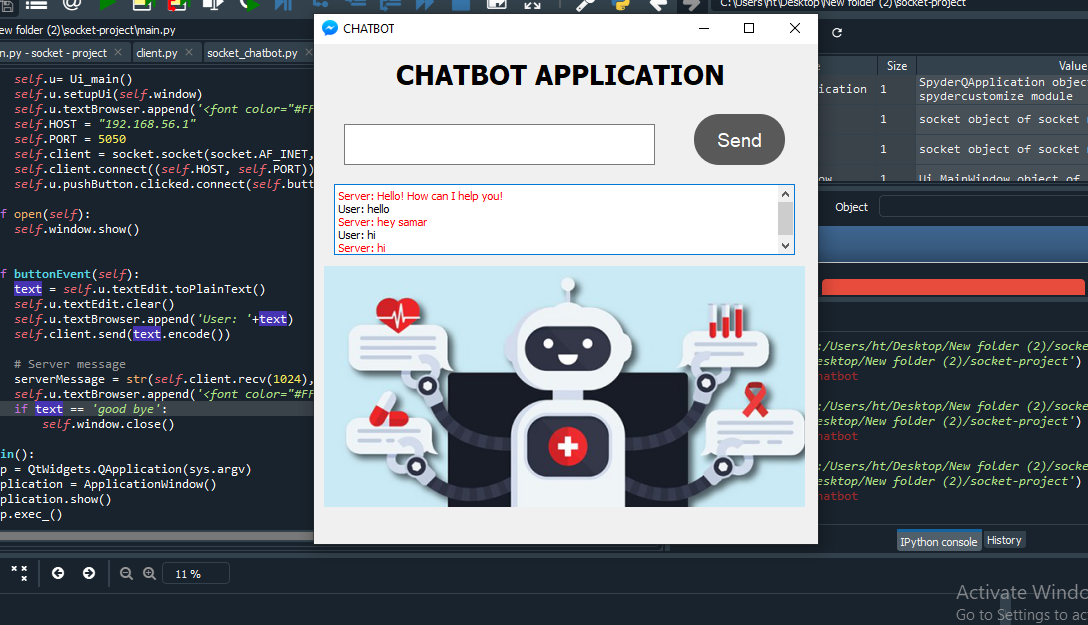 C:\Users\ht\Desktop\New folder (2)\socket-project
ew folder (2)\socket-project\main.py
n.py - socket - project
client.py
socket_chatbot.py
self.u= Ui_main()
self.u.setupUi(self.window)
self.u.textBrowser.append('<font color="#FF
self.HOST = "192.168.56.1"
self.PORT = 5050
self.client = socket.socket(socket.AF_INET,
self.client.connect((self.HOST, self.PORT))
self.u.pushButton.clicked.connect(self.butt
f open(self):
self.window.show()
f buttonEvent(self):
text = self.u.textEdit.toPlainText()
self.u.textEdit.clear()
self.u.textBrowser.append('User: '+text)
self.client.send(text.encode())
# Server message
serverMessage = str(self.client.recv(1024),
self.u.textBrowser.append('<font color="#FF
if text == 'good bye':
self.window.close()
in():
p = QtWidgets.QApplication(sys.argv)
plication = ApplicationWindow()
plication.show()
p.exec_()
11 %
CHATBOT
CHATBOT APPLICATION
Send
Server: Hello! How can I help you!
User: hello
Server: hey samar
User: hi
Server: hi
Size
Value
ication 1 SpyderQApplication objec
spydercustomize module
1 socket object of socket
1 socket object of socket
Ui_MainWindow object of
Object
:/Users/ht/Desktop/New folder (2)/socke
esktop/New folder (2)/socket-project')
hatbot
:/Users/ht/Desktop/New folder (2)/socke
esktop/New folder (2)/socket-project')
hatbot
:/Users/ht/Desktop/New folder (2)/socke
esktop/New folder (2)/socket-project')
hatbot
IPython console
History
Activate Windo
Go to Settings to ac